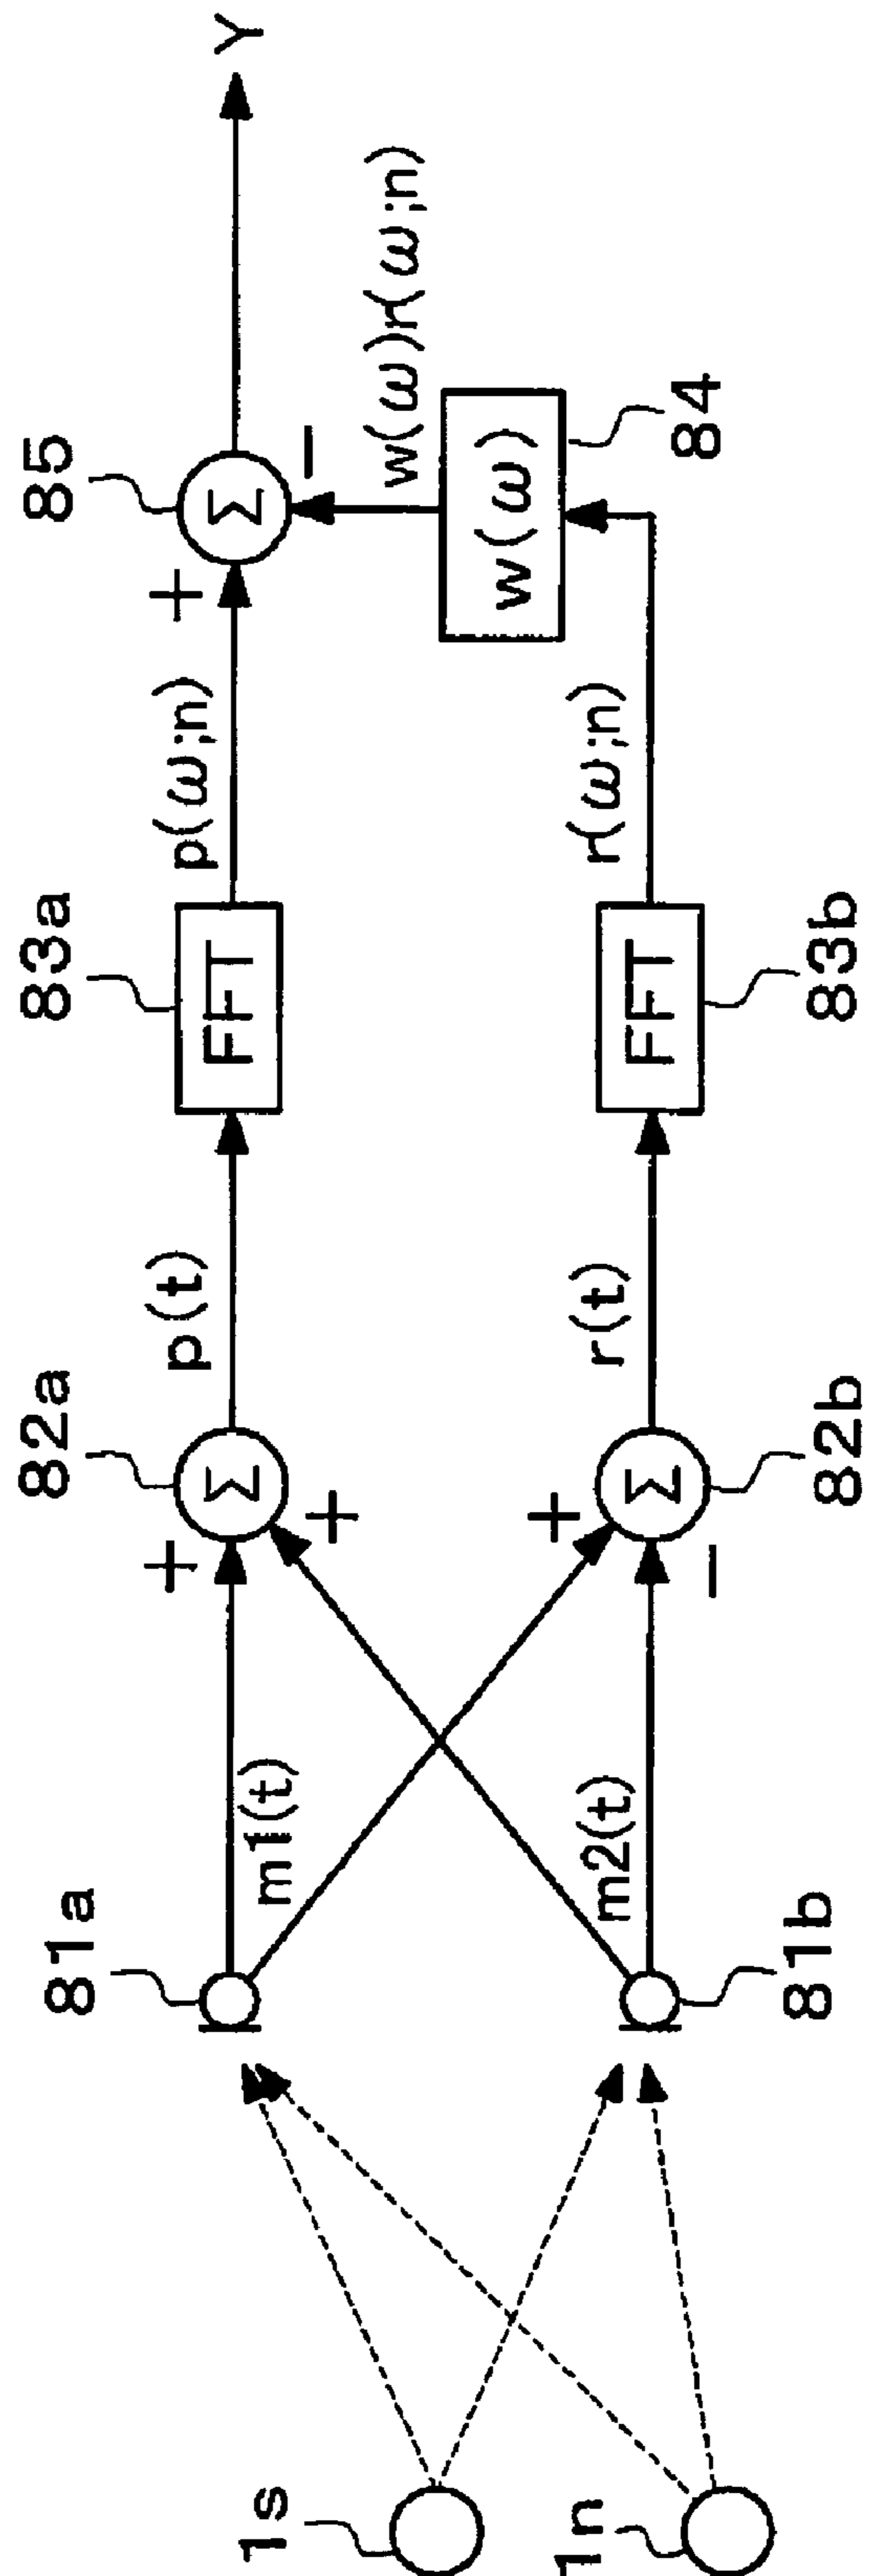 1s
1n
81a
81b
m1(t)
m2(t)
82a
Σ
+
+
82b
Σ
+
−
p(t)
r(t)
83a
FFT
83b
FFT
p(ω;n)
r(ω;n)
84
w(ω)
w(ω)r(ω;n)
85
Σ
+
−
Y